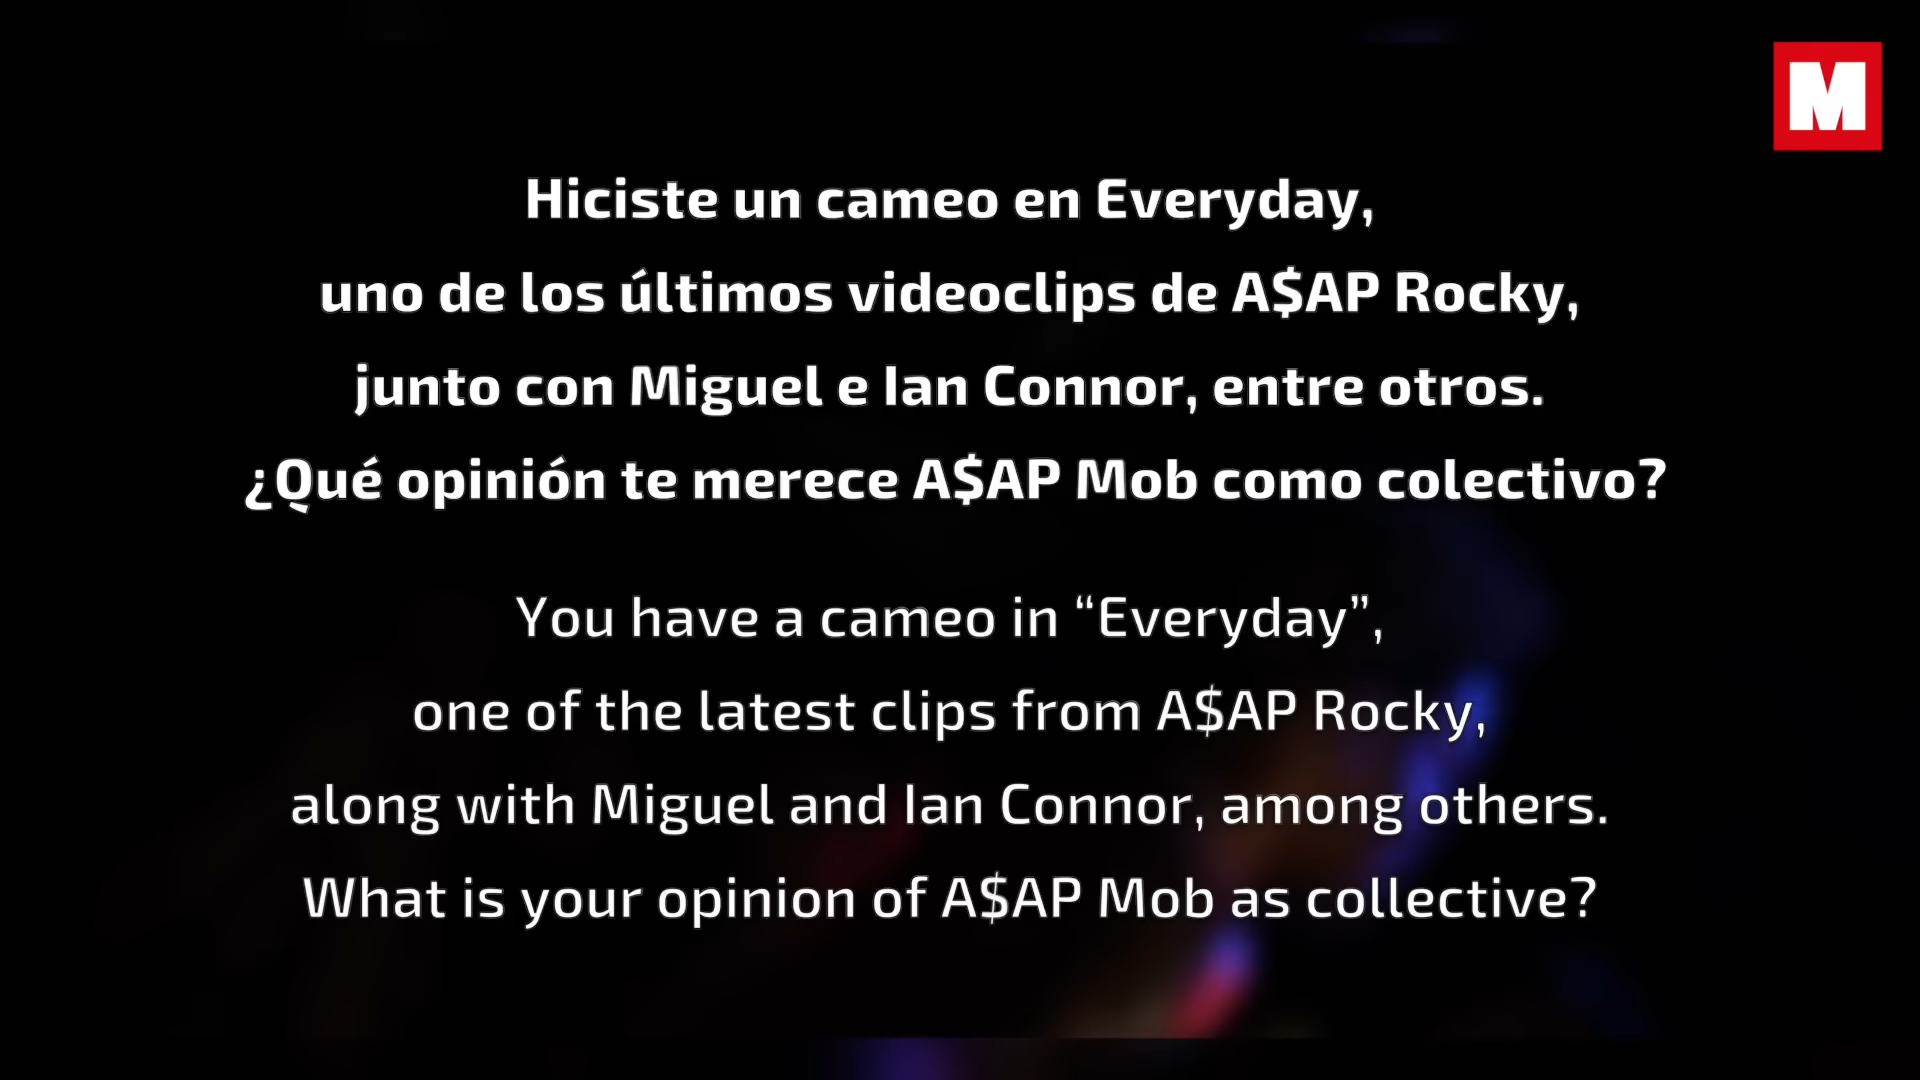 M
Hiciste un cameo en Everyday,
uno de los últimos videoclips de A$AP Rocky,
junto con Miguel e Ian Connor, entre otros.
¿Qué opinión te merece A$AP Mob como colectivo?
You have a cameo in “Everyday”,
one of the latest clips from A$AP Rocky,
along with Miguel and Ian Connor, among others.
What is your opinion of A$AP Mob as collective?